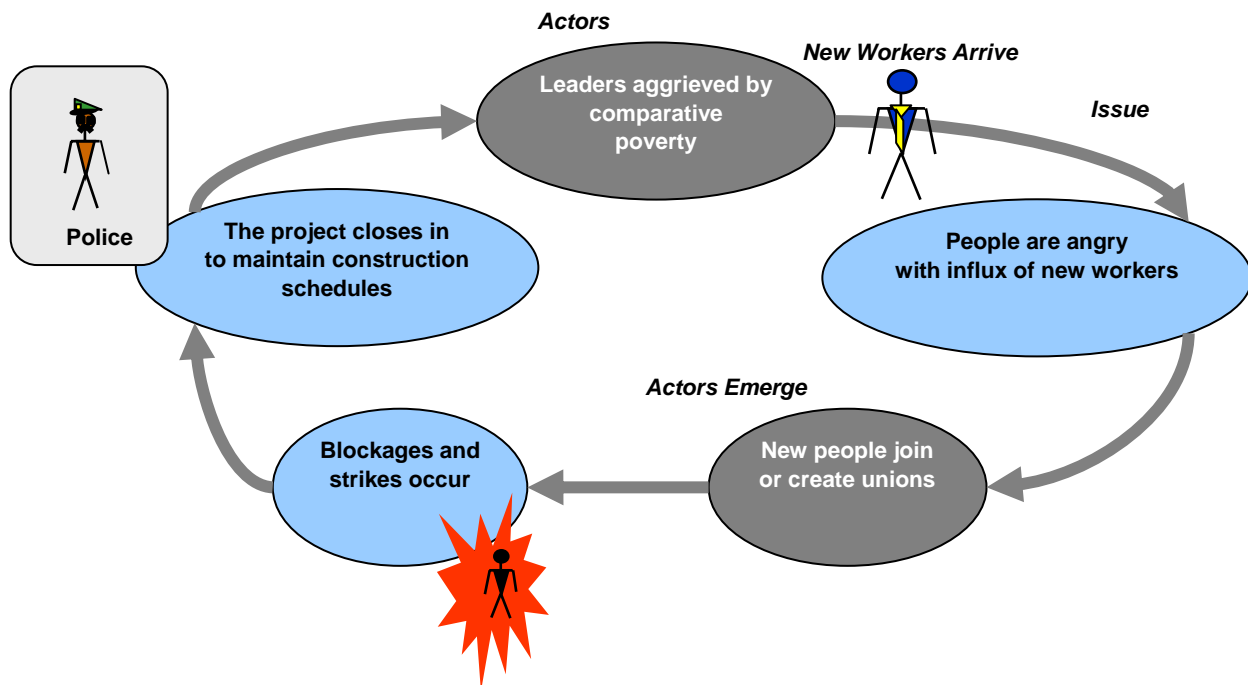 Actors
New Workers Arrive
Leaders aggrieved by
comparative
poverty
Issue
Police
The project closes in
to maintain construction
schedules
People are angry
with influx of new workers
Actors Emerge
Blockages and
strikes occur
New people join
or create unions